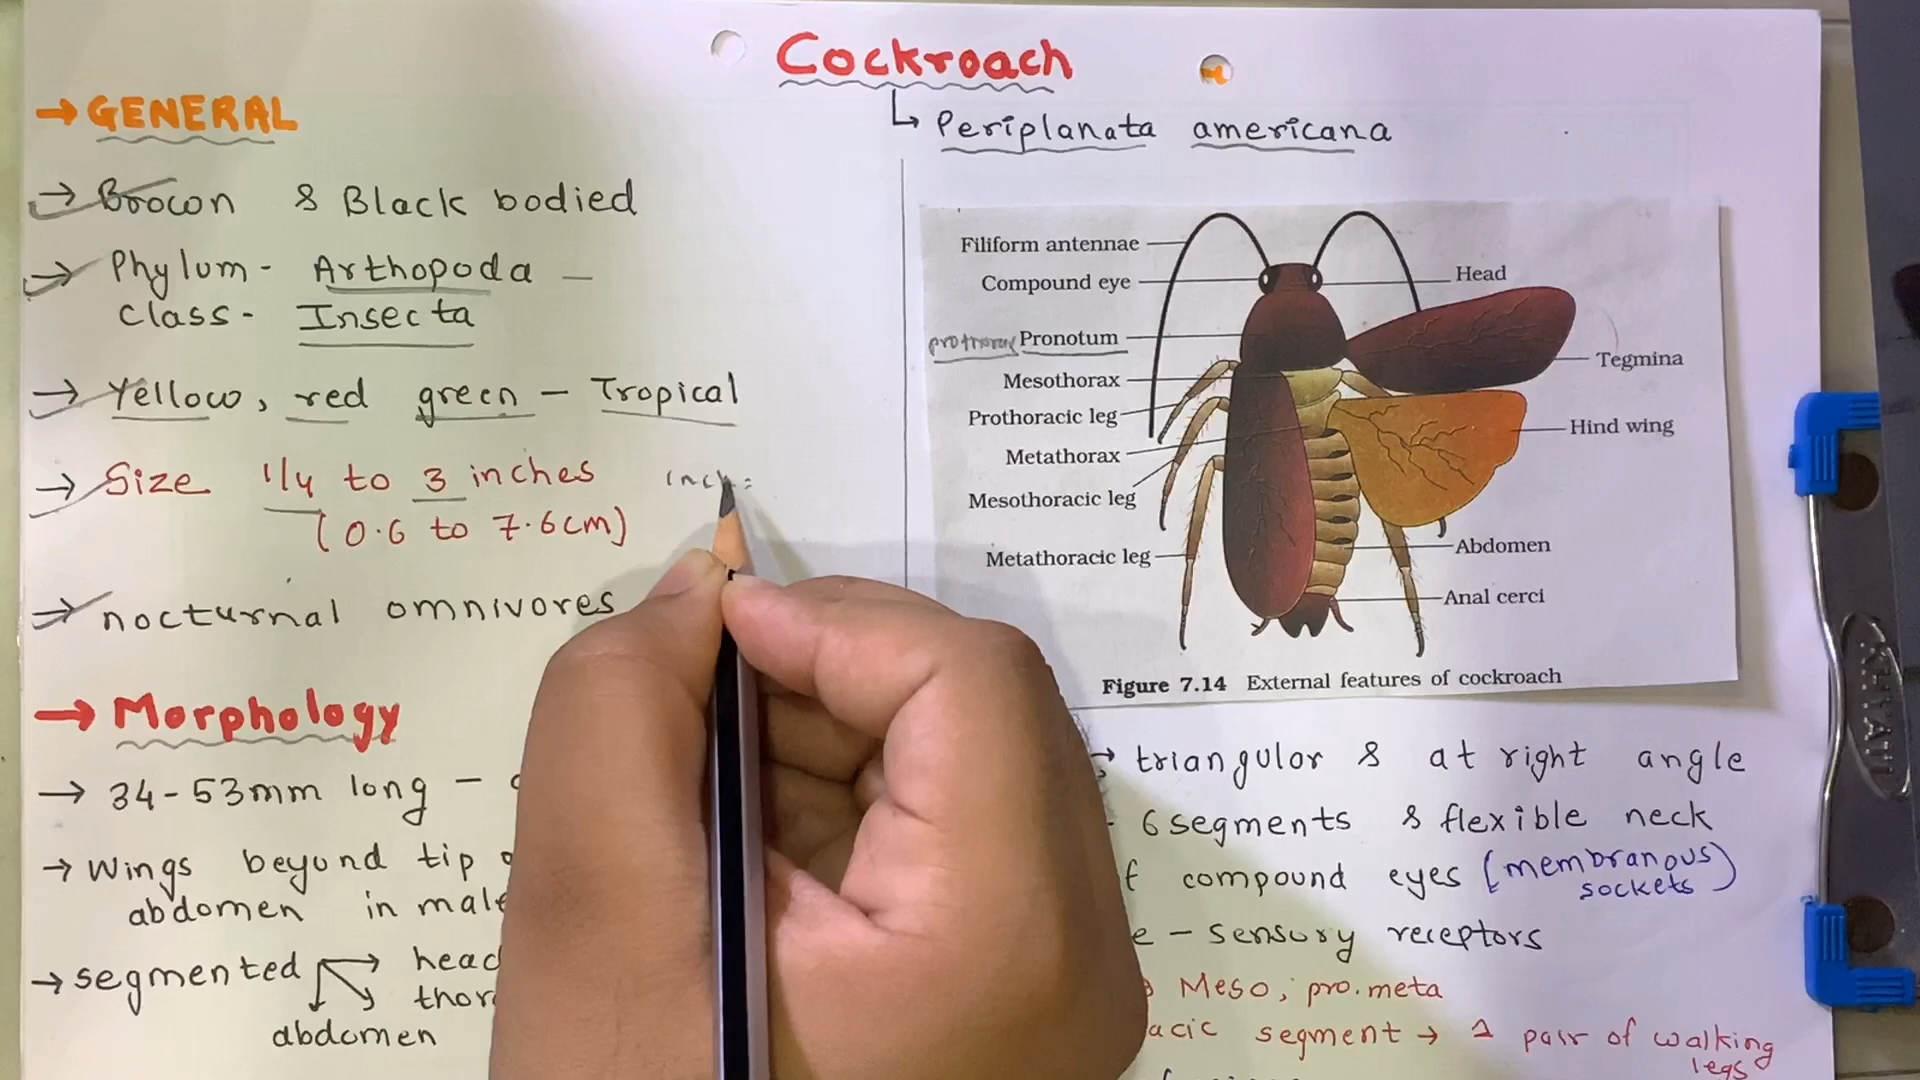 Cockroach
↳ Periplanata americana
→ GENERAL
→ Brown & Black bodied
→ Phylum - Arthopoda —
Class - Insecta
→ Yellow, red green - Tropical
→ Size 1/4 to 3 inches
(0.6 to 7.6cm)
inch =
→ nocturnal omnivores
→ Morphology
→ 34-53mm long -
→ Wings beyond tip
abdomen in male
→ segmented head
abdomen
Filiform antennae
Compound eye
prothorax Pronotum
Mesothorax
Prothoracic leg
Metathorax
Mesothoracic leg
Metathoracic leg
Head
Tegmina
Hind wing
Abdomen
Anal cerci
Figure 7.14 External features of cockroach
→ triangular & at right angle
6 segments & flexible neck
compound eyes (membranous
sockets)
- sensory receptors
Meso, pro. meta
acic segment → 1 pair of walking
legs